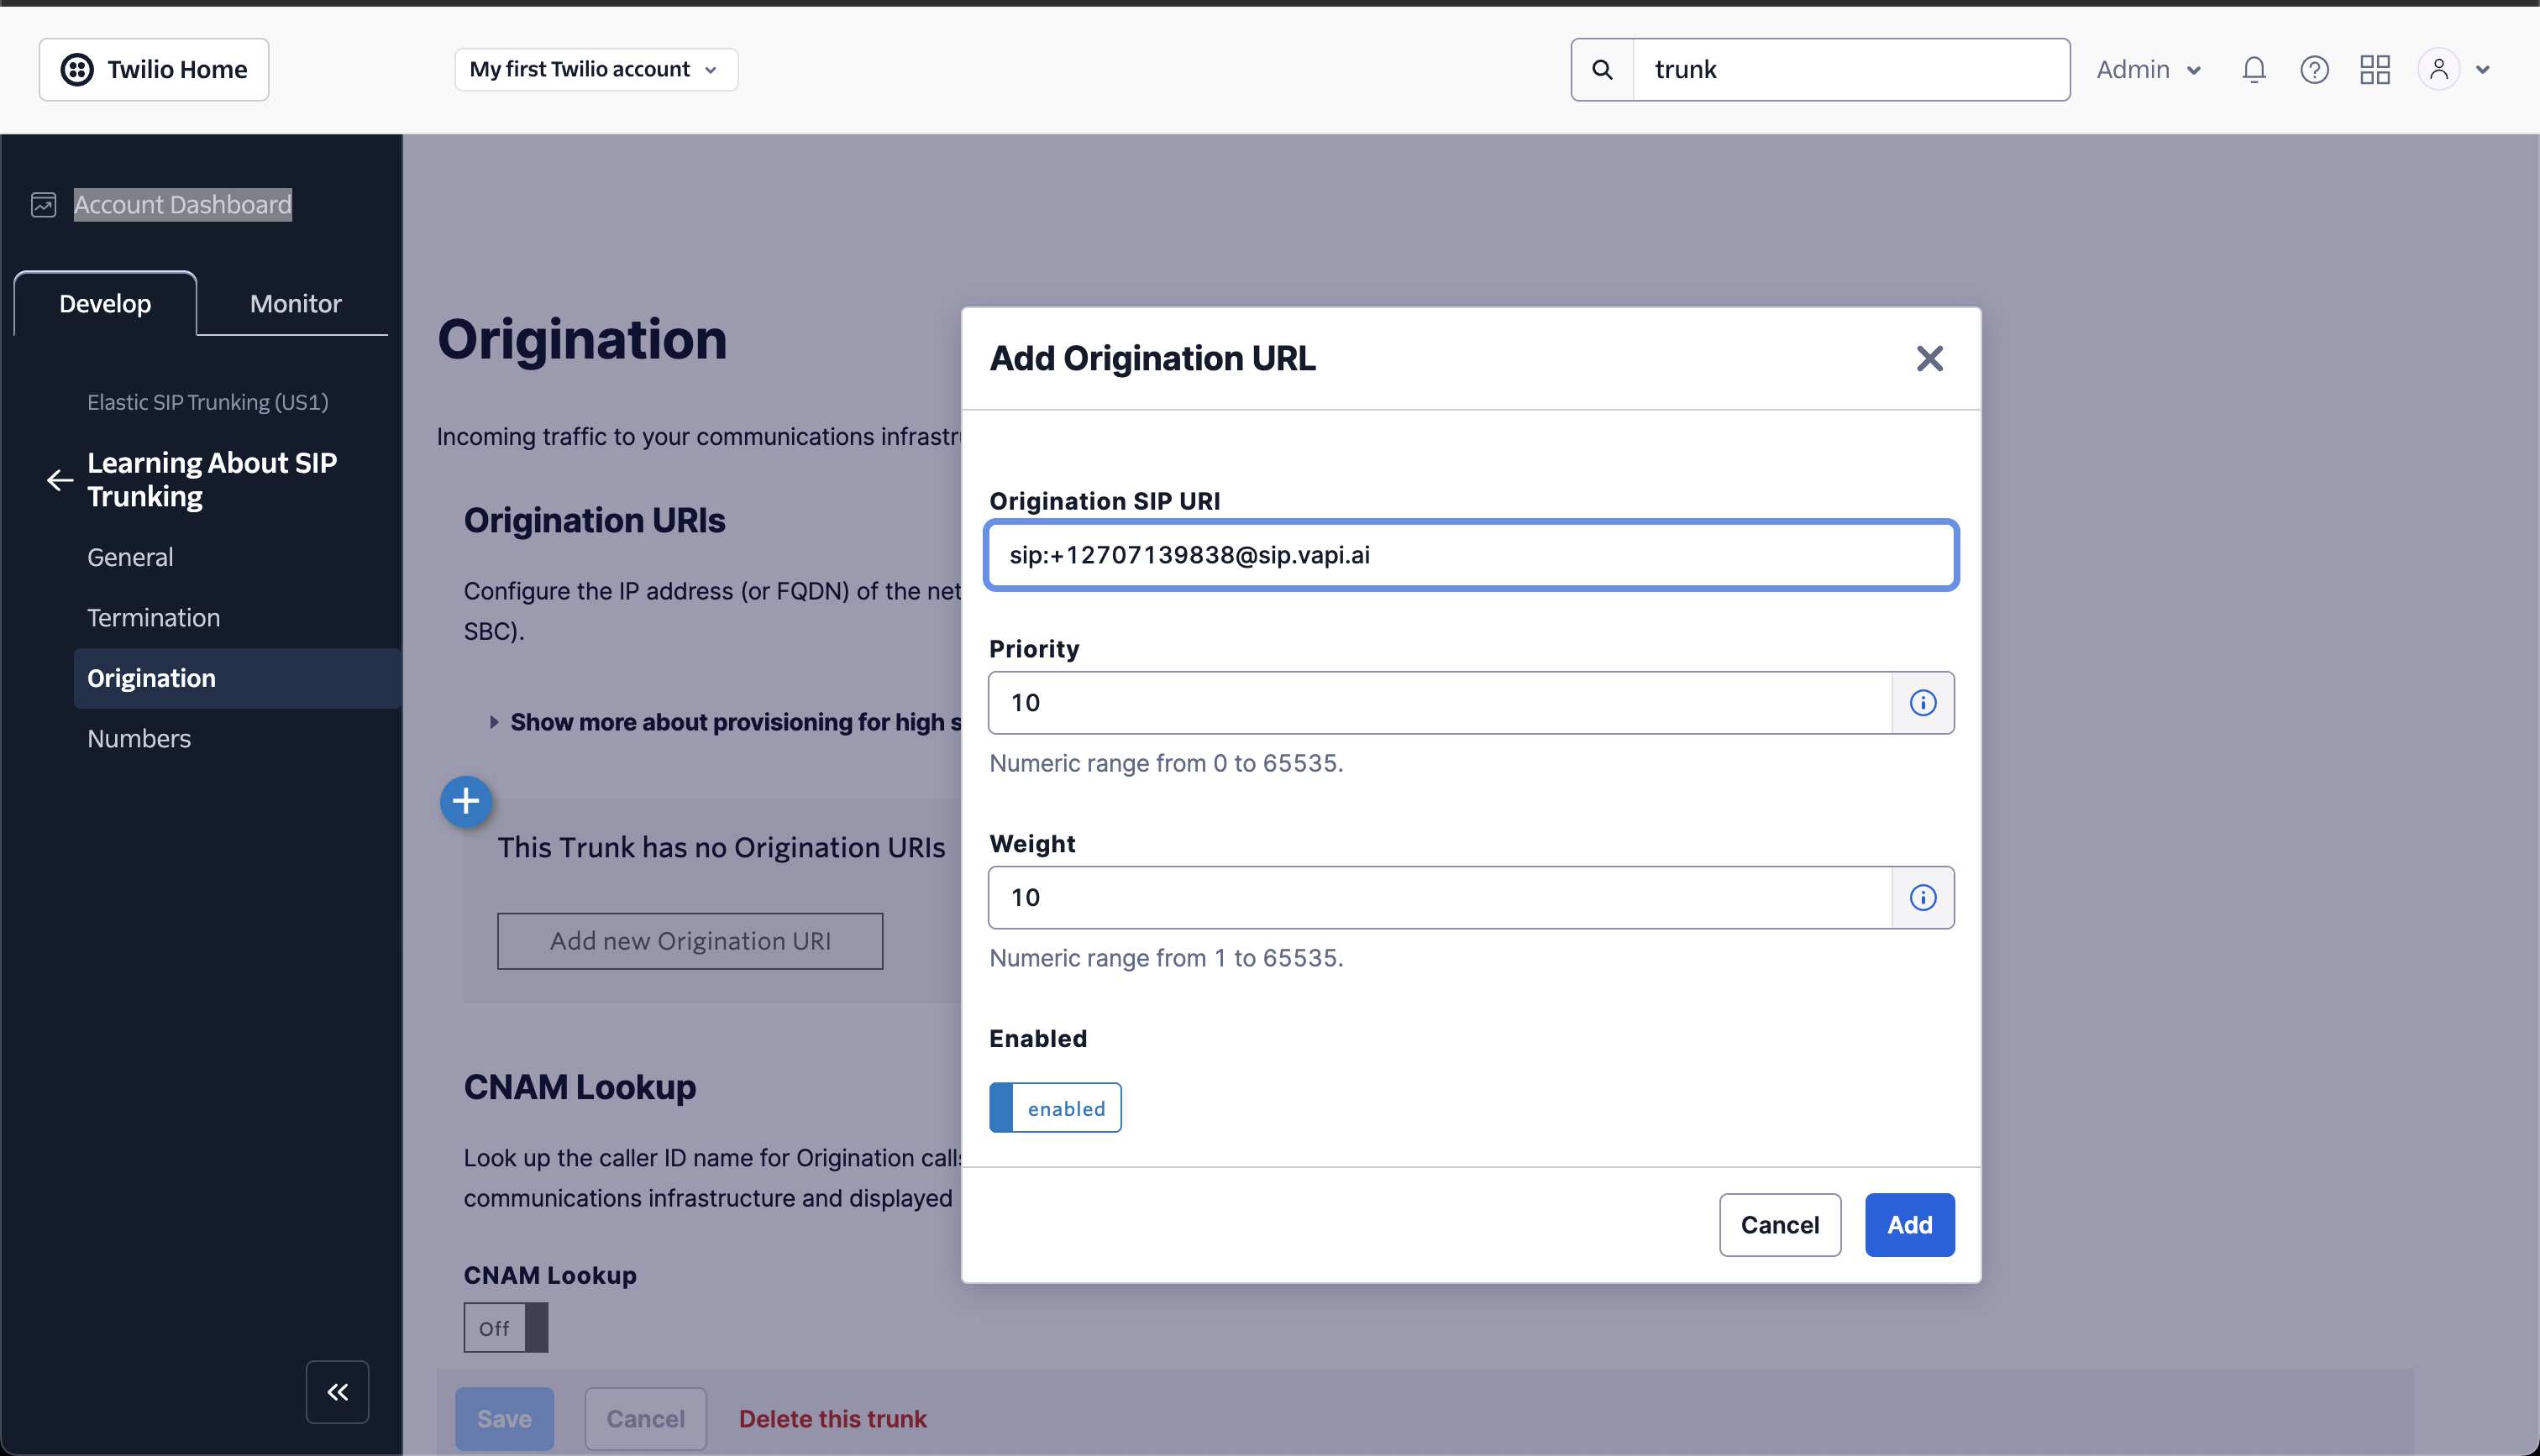 Twilio Home
My first Twilio account
trunk
Admin
Account Dashboard
Develop
Monitor
Elastic SIP Trunking (US1)
Learning About SIP
Trunking
General
Termination
Origination
Numbers
Origination
Incoming traffic to your communications
Origination URIs
Configure the IP address (or FQDN) of the
SBC).
Show more about provisioning for high
This Trunk has no Origination URIs
Add new Origination URI
CNAM Lookup
Look up the caller ID name for Origination
communications infrastructure and displayed
CNAM Lookup
Off
Save
Cancel
Delete this trunk
Add Origination URL
Origination SIP URI
sip:+12707139838@sip.vapi.ai
Priority
10
Numeric range from 0 to 65535.
Weight
10
Numeric range from 1 to 65535.
Enabled
enabled
Cancel
Add